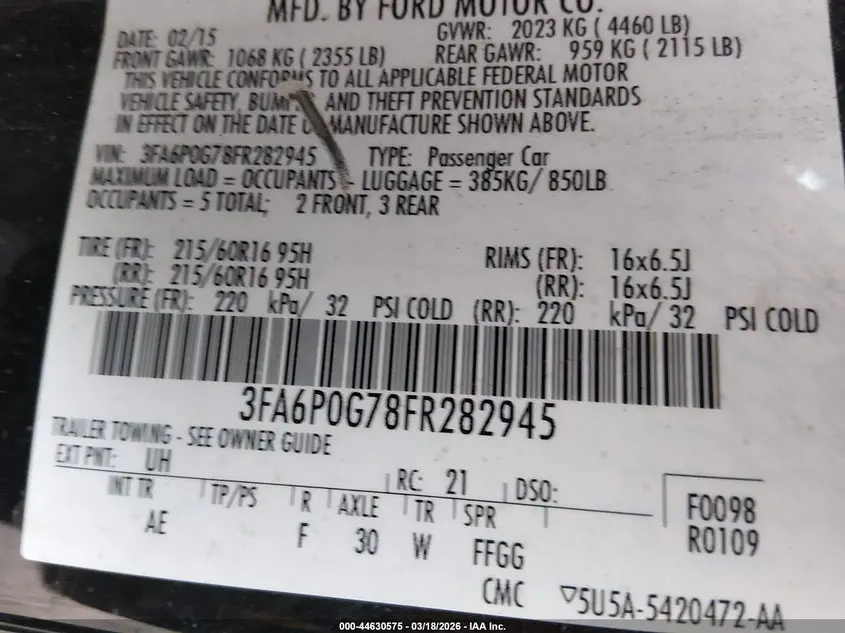 MFD. BY FORD MOTOR CO.
DATE: 02/15 GVWR: 2023 KG ( 4460 LB)
FRONT GAWR: 1068 KG ( 2355 LB) REAR GAWR: 959 KG ( 2115 LB)
THIS VEHICLE CONFORMS TO ALL APPLICABLE FEDERAL MOTOR
VEHICLE SAFETY, AND THEFT PREVENTION STANDARDS
IN EFFECT ON THE DATE MANUFACTURE SHOWN ABOVE.
VIN: 3FA6P0G78FR282945 TYPE: Passenger Car
MAXIMUM LOAD = OCCUPANTS - LUGGAGE = 385KG/ 850LB
OCCUPANTS = 5 TOTAL; 2 FRONT, 3 REAR
TIRE (FR): 215/60R16 95H RIMS (FR): 16x6.5J
(RR): 215/60R16 95H (RR): 16x6.5J
PRESSURE (FR): 220 kPa/ 32 PSI COLD (RR): 220 kPa/ 32 PSI COLD
3FA6P0G78FR282945
TRAILER TOWING - SEE OWNER GUIDE
EXT PNT: UH RC: 21 DSO:
INT TR TP/PS R AXLE TR SPR F0098
AE F 30 W FFGG R0109
CMC ▽5U5A-5420472-AA
000-44630575 - 03/18/2026 - IAA Inc.